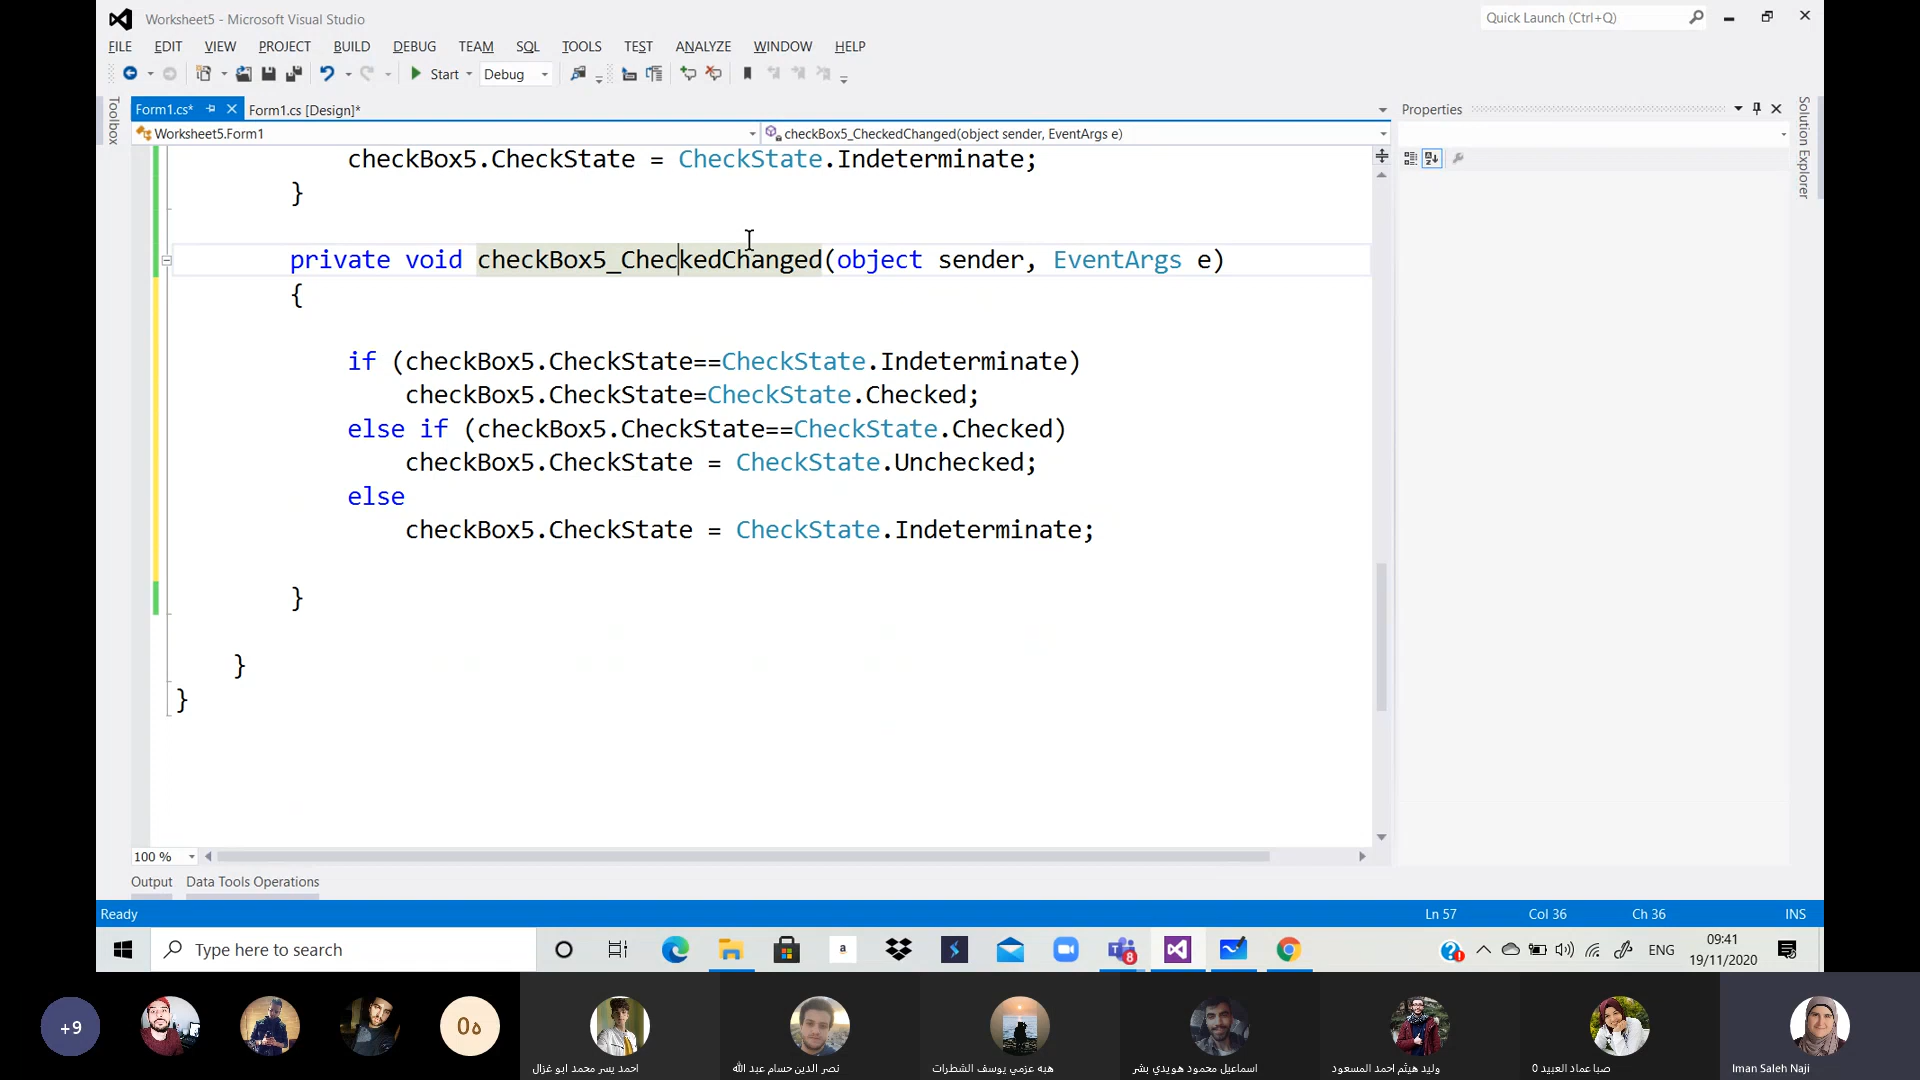 Worksheet5 - Microsoft Visual Studio
Quick Launch (Ctrl+Q)
FILE EDIT VIEW PROJECT BUILD DEBUG TEAM SQL TOOLS TEST ANALYZE WINDOW HELP
Start Debug
Toolbox
Form1.cs*
Form1.cs [Design]*
Properties
Solution Explorer
Worksheet5.Form1
checkBox5_CheckedChanged(object sender, EventArgs e)
checkBox5.CheckState = CheckState.Indeterminate;
}
private void checkBox5_CheckedChanged(object sender, EventArgs e)
{
if (checkBox5.CheckState==CheckState.Indeterminate)
checkBox5.CheckState=CheckState.Checked;
else if (checkBox5.CheckState==CheckState.Checked)
checkBox5.CheckState = CheckState.Unchecked;
else
checkBox5.CheckState = CheckState.Indeterminate;
}
}
}
100 %
Output Data Tools Operations
Ready Ln 57 Col 36 Ch 36 INS
Type here to search
a
8
ENG
09:41
19/11/2020
+9
احمد يسر محمد ابو غزال
نصر الدين حسام عبد الله
هبه عزمي يوسف الشطرات
اسماعيل محمود هويدي بشر
وليد هيثم احمد المسعود
صبا عماد العبيد 0
Iman Saleh Naji